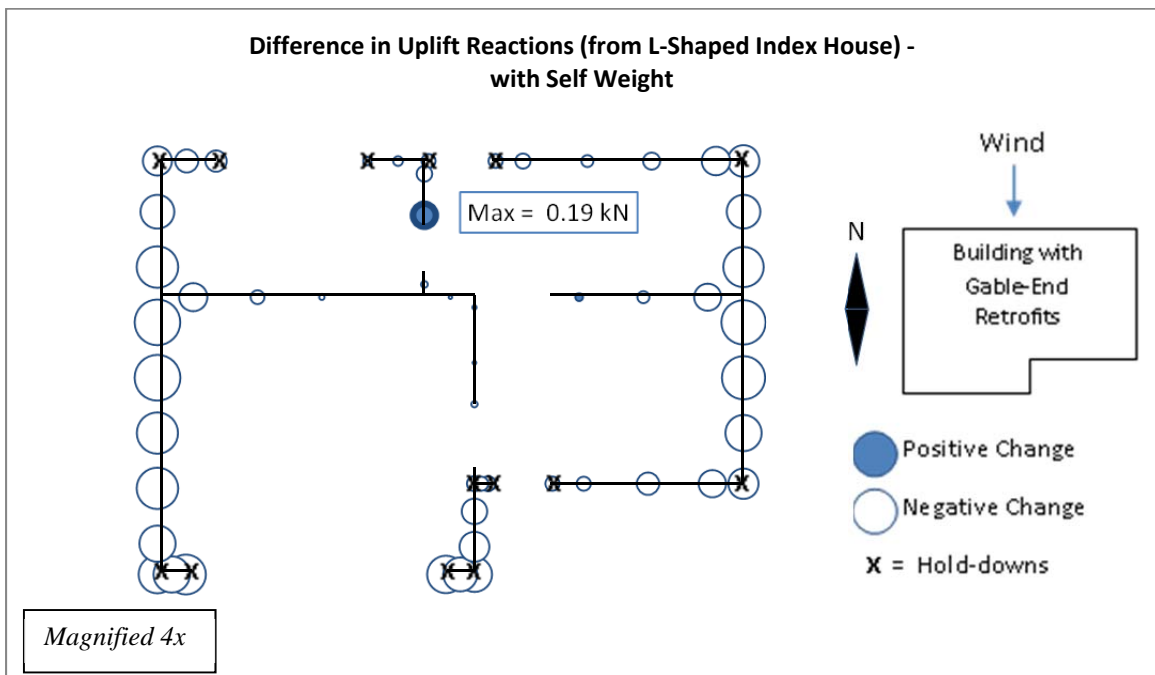 Difference in Uplift Reactions (from L-Shaped Index House) -
with Self Weight
Wind
Max = 0.19 kN
N
Building with
Gable-End
Retrofits
Positive Change
Negative Change
X = Hold-downs
Magnified 4x
X X X X X X
X X X X
X X X X